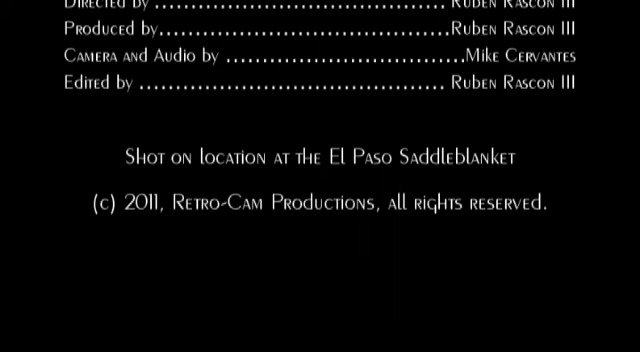 Directed by ........................................ Ruben Rascon III
Produced by........................................Ruben Rascon III
Camera and Audio by .................................Mike Cervantes
Edited by .......................................... Ruben Rascon III
Shot on location at the El Paso Saddleblanket
(c) 2011, Retro-Cam Productions, all rights reserved.